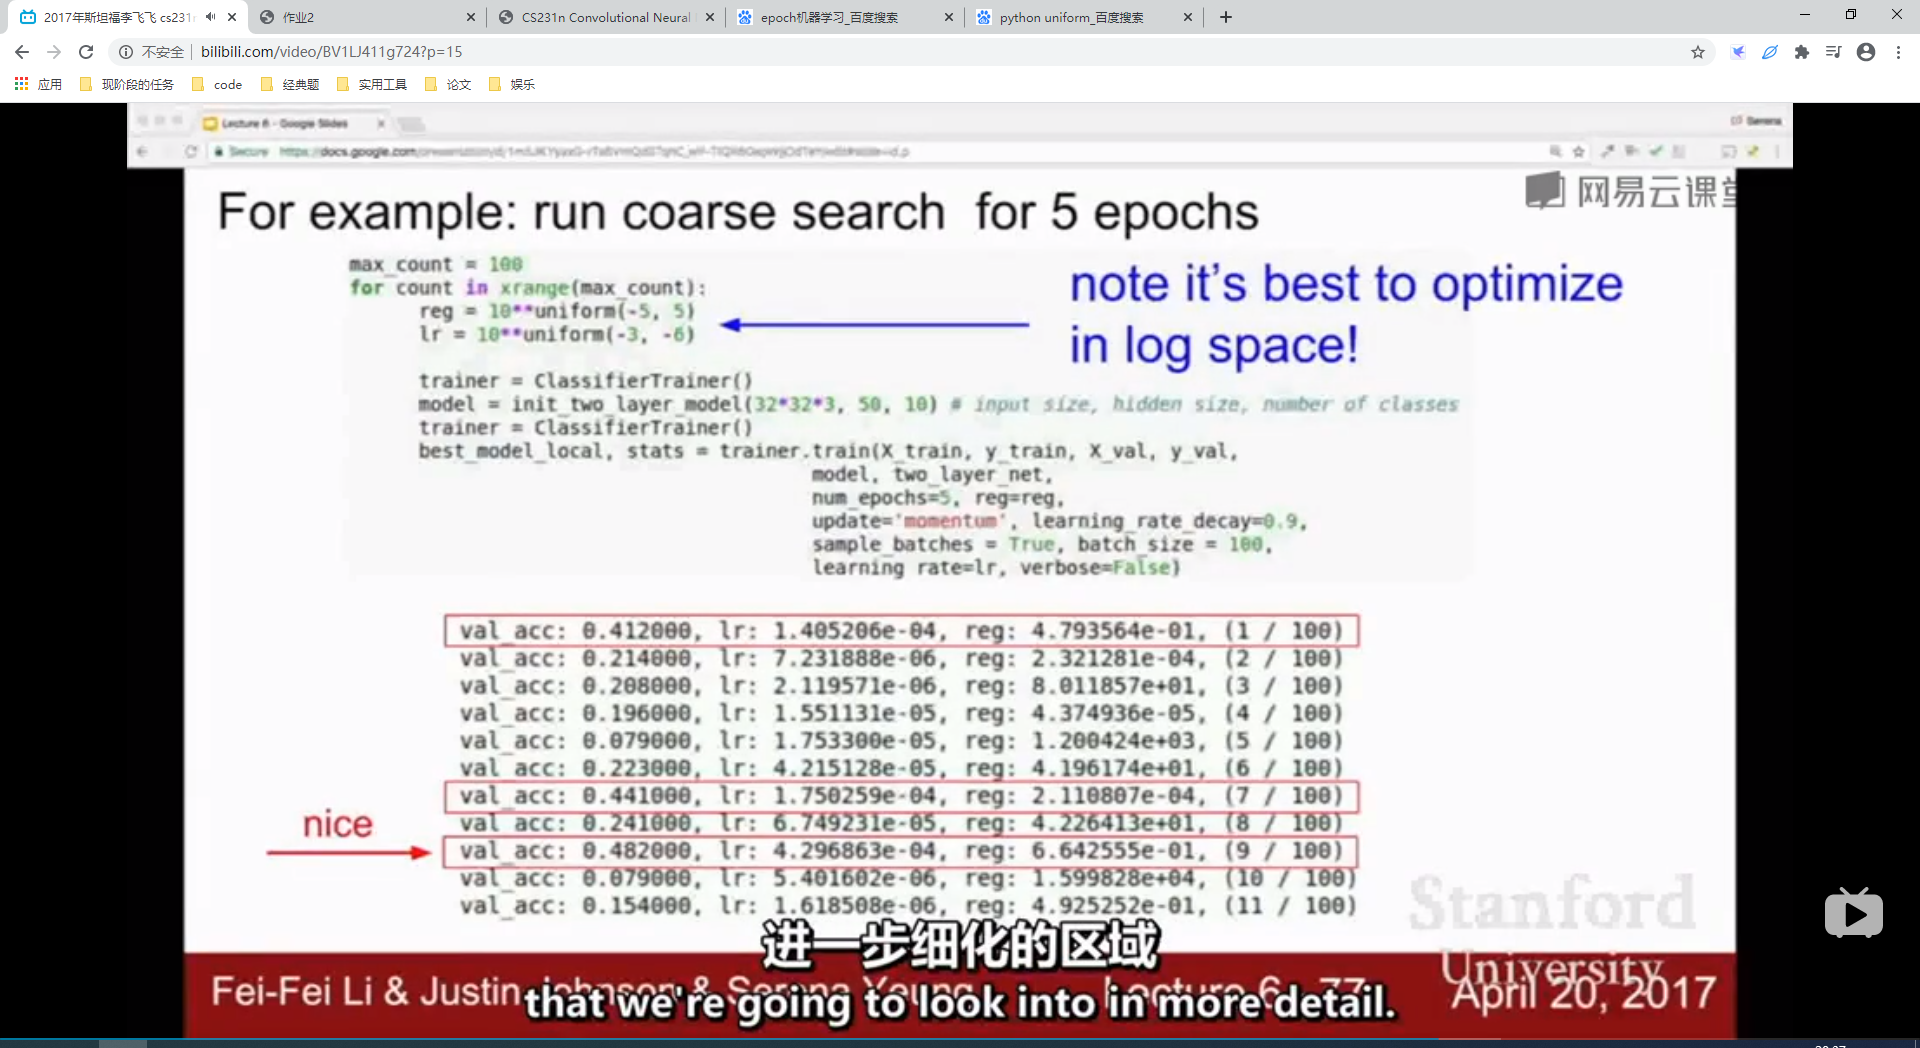 2017年斯坦福李飞飞 cs231n
作业2
CS231n Convolutional Neural
epoch机器学习_百度搜索
python uniform_百度搜索
不安全
bilibili.com/video/BV1LJ411g724?p=15
应用
现阶段的任务
code
经典题
实用工具
论文
娱乐
Lecture 6 - Google Slides
Serena
Secure
网易云课堂
For example: run coarse search for 5 epochs
max_count = 100
for count in xrange(max_count):
reg = 10**uniform(-5, 5)
lr = 10**uniform(-3, -6)
note it's best to optimize
in log space!
trainer = ClassifierTrainer()
model = init_two_layer_model(32*32*3, 50, 10) # input size, hidden size, number of classes
trainer = ClassifierTrainer()
best_model_local, stats = trainer.train(X_train, y_train, X_val, y_val,
model, two_layer_net,
num_epochs=5, reg=reg,
update='momentum', learning_rate_decay=0.9,
sample_batches = True, batch_size = 100,
learning_rate=lr, verbose=False)
val_acc: 0.412000, lr: 1.405206e-04, reg: 4.793564e-01, (1 / 100)
val_acc: 0.214000, lr: 7.231888e-06, reg: 2.321281e-04, (2 / 100)
val_acc: 0.208000, lr: 2.119571e-06, reg: 8.011857e+01, (3 / 100)
val_acc: 0.196000, lr: 1.551131e-05, reg: 4.374936e-05, (4 / 100)
val_acc: 0.079000, lr: 1.753300e-05, reg: 1.200424e+03, (5 / 100)
val_acc: 0.223000, lr: 4.215128e-05, reg: 4.196174e+01, (6 / 100)
val_acc: 0.441000, lr: 1.750259e-04, reg: 2.110807e-04, (7 / 100)
nice
val_acc: 0.241000, lr: 6.749231e-05, reg: 4.226413e+01, (8 / 100)
val_acc: 0.482000, lr: 4.296863e-04, reg: 6.642555e-01, (9 / 100)
val_acc: 0.079000, lr: 5.401602e-06, reg: 1.599828e+04, (10 / 100)
val_acc: 0.154000, lr: 1.618508e-06, reg: 4.925252e-01, (11 / 100)
Stanford
University
进一步细化的区域
Fei-Fei Li & Justin Johnson & Serena Yeung
Lecture 6 - 77
April 20, 2017
that we're going to look into in more detail.